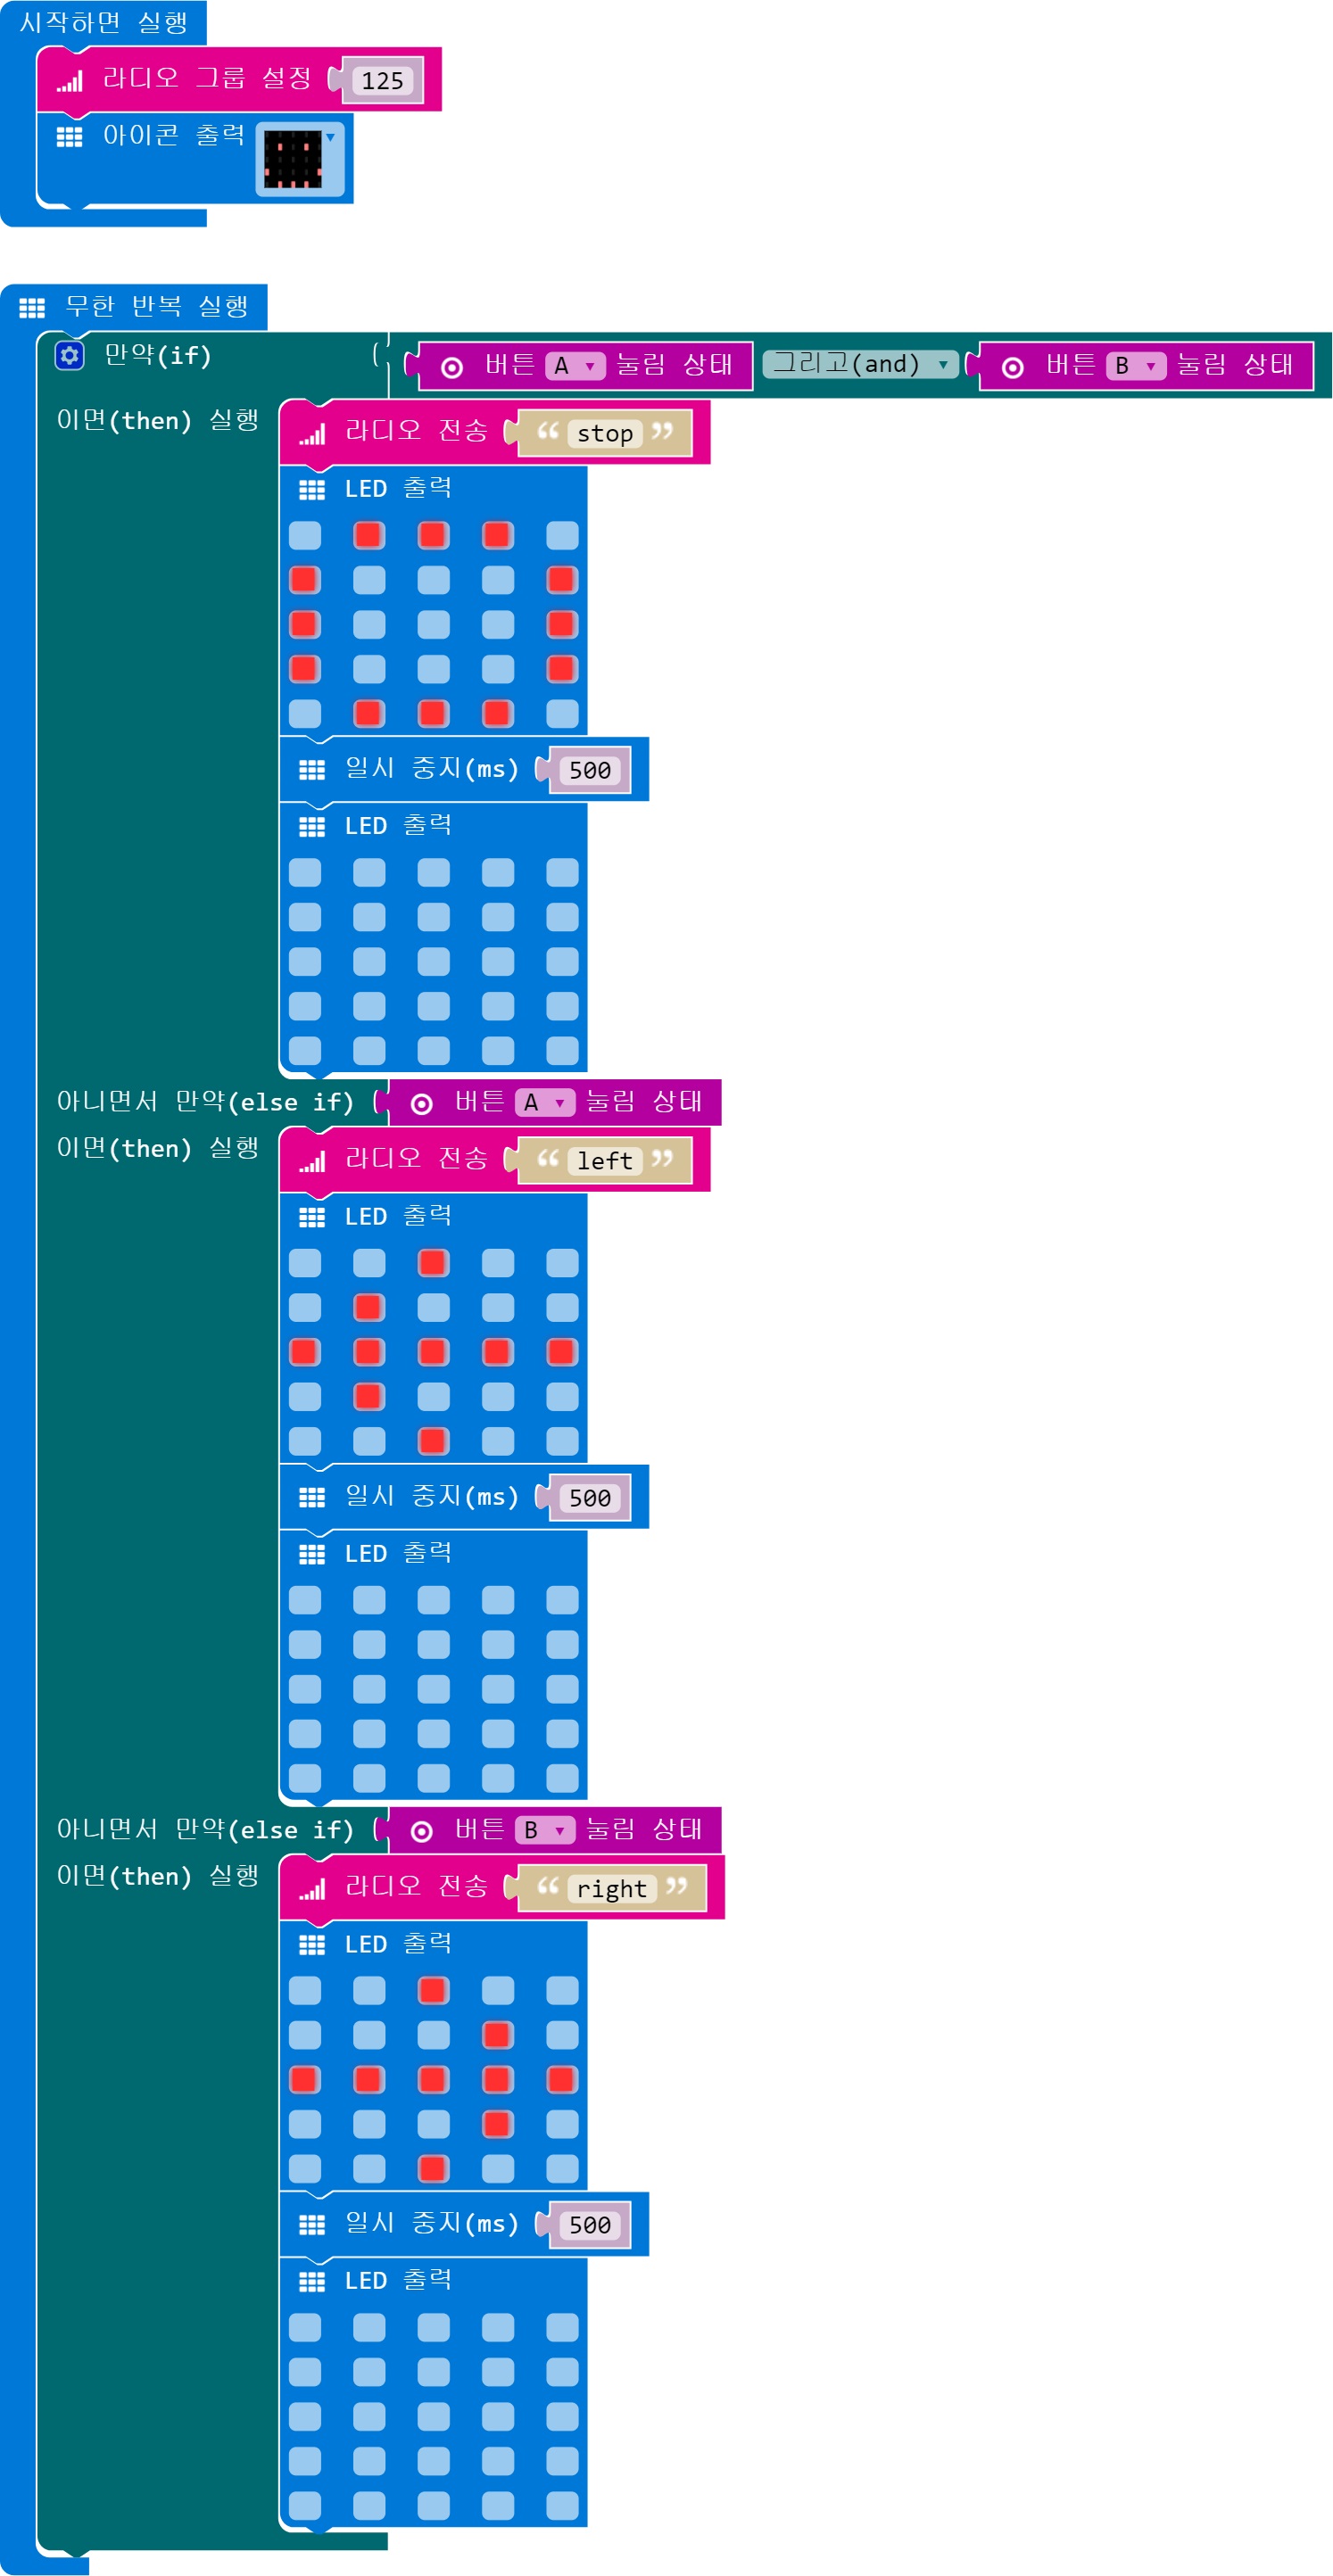 시작하면 실행
라디오 그룹 설정 125
아이콘 출력
무한 반복 실행
만약(if) 버튼 A 눌림 상태 그리고(and) 버튼 B 눌림 상태
이면(then) 실행 라디오 전송 “ stop ”
LED 출력
일시 중지(ms) 500
LED 출력
아니면서 만약(else if) 버튼 A 눌림 상태
이면(then) 실행 라디오 전송 “ left ”
LED 출력
일시 중지(ms) 500
LED 출력
아니면서 만약(else if) 버튼 B 눌림 상태
이면(then) 실행 라디오 전송 “ right ”
LED 출력
일시 중지(ms) 500
LED 출력